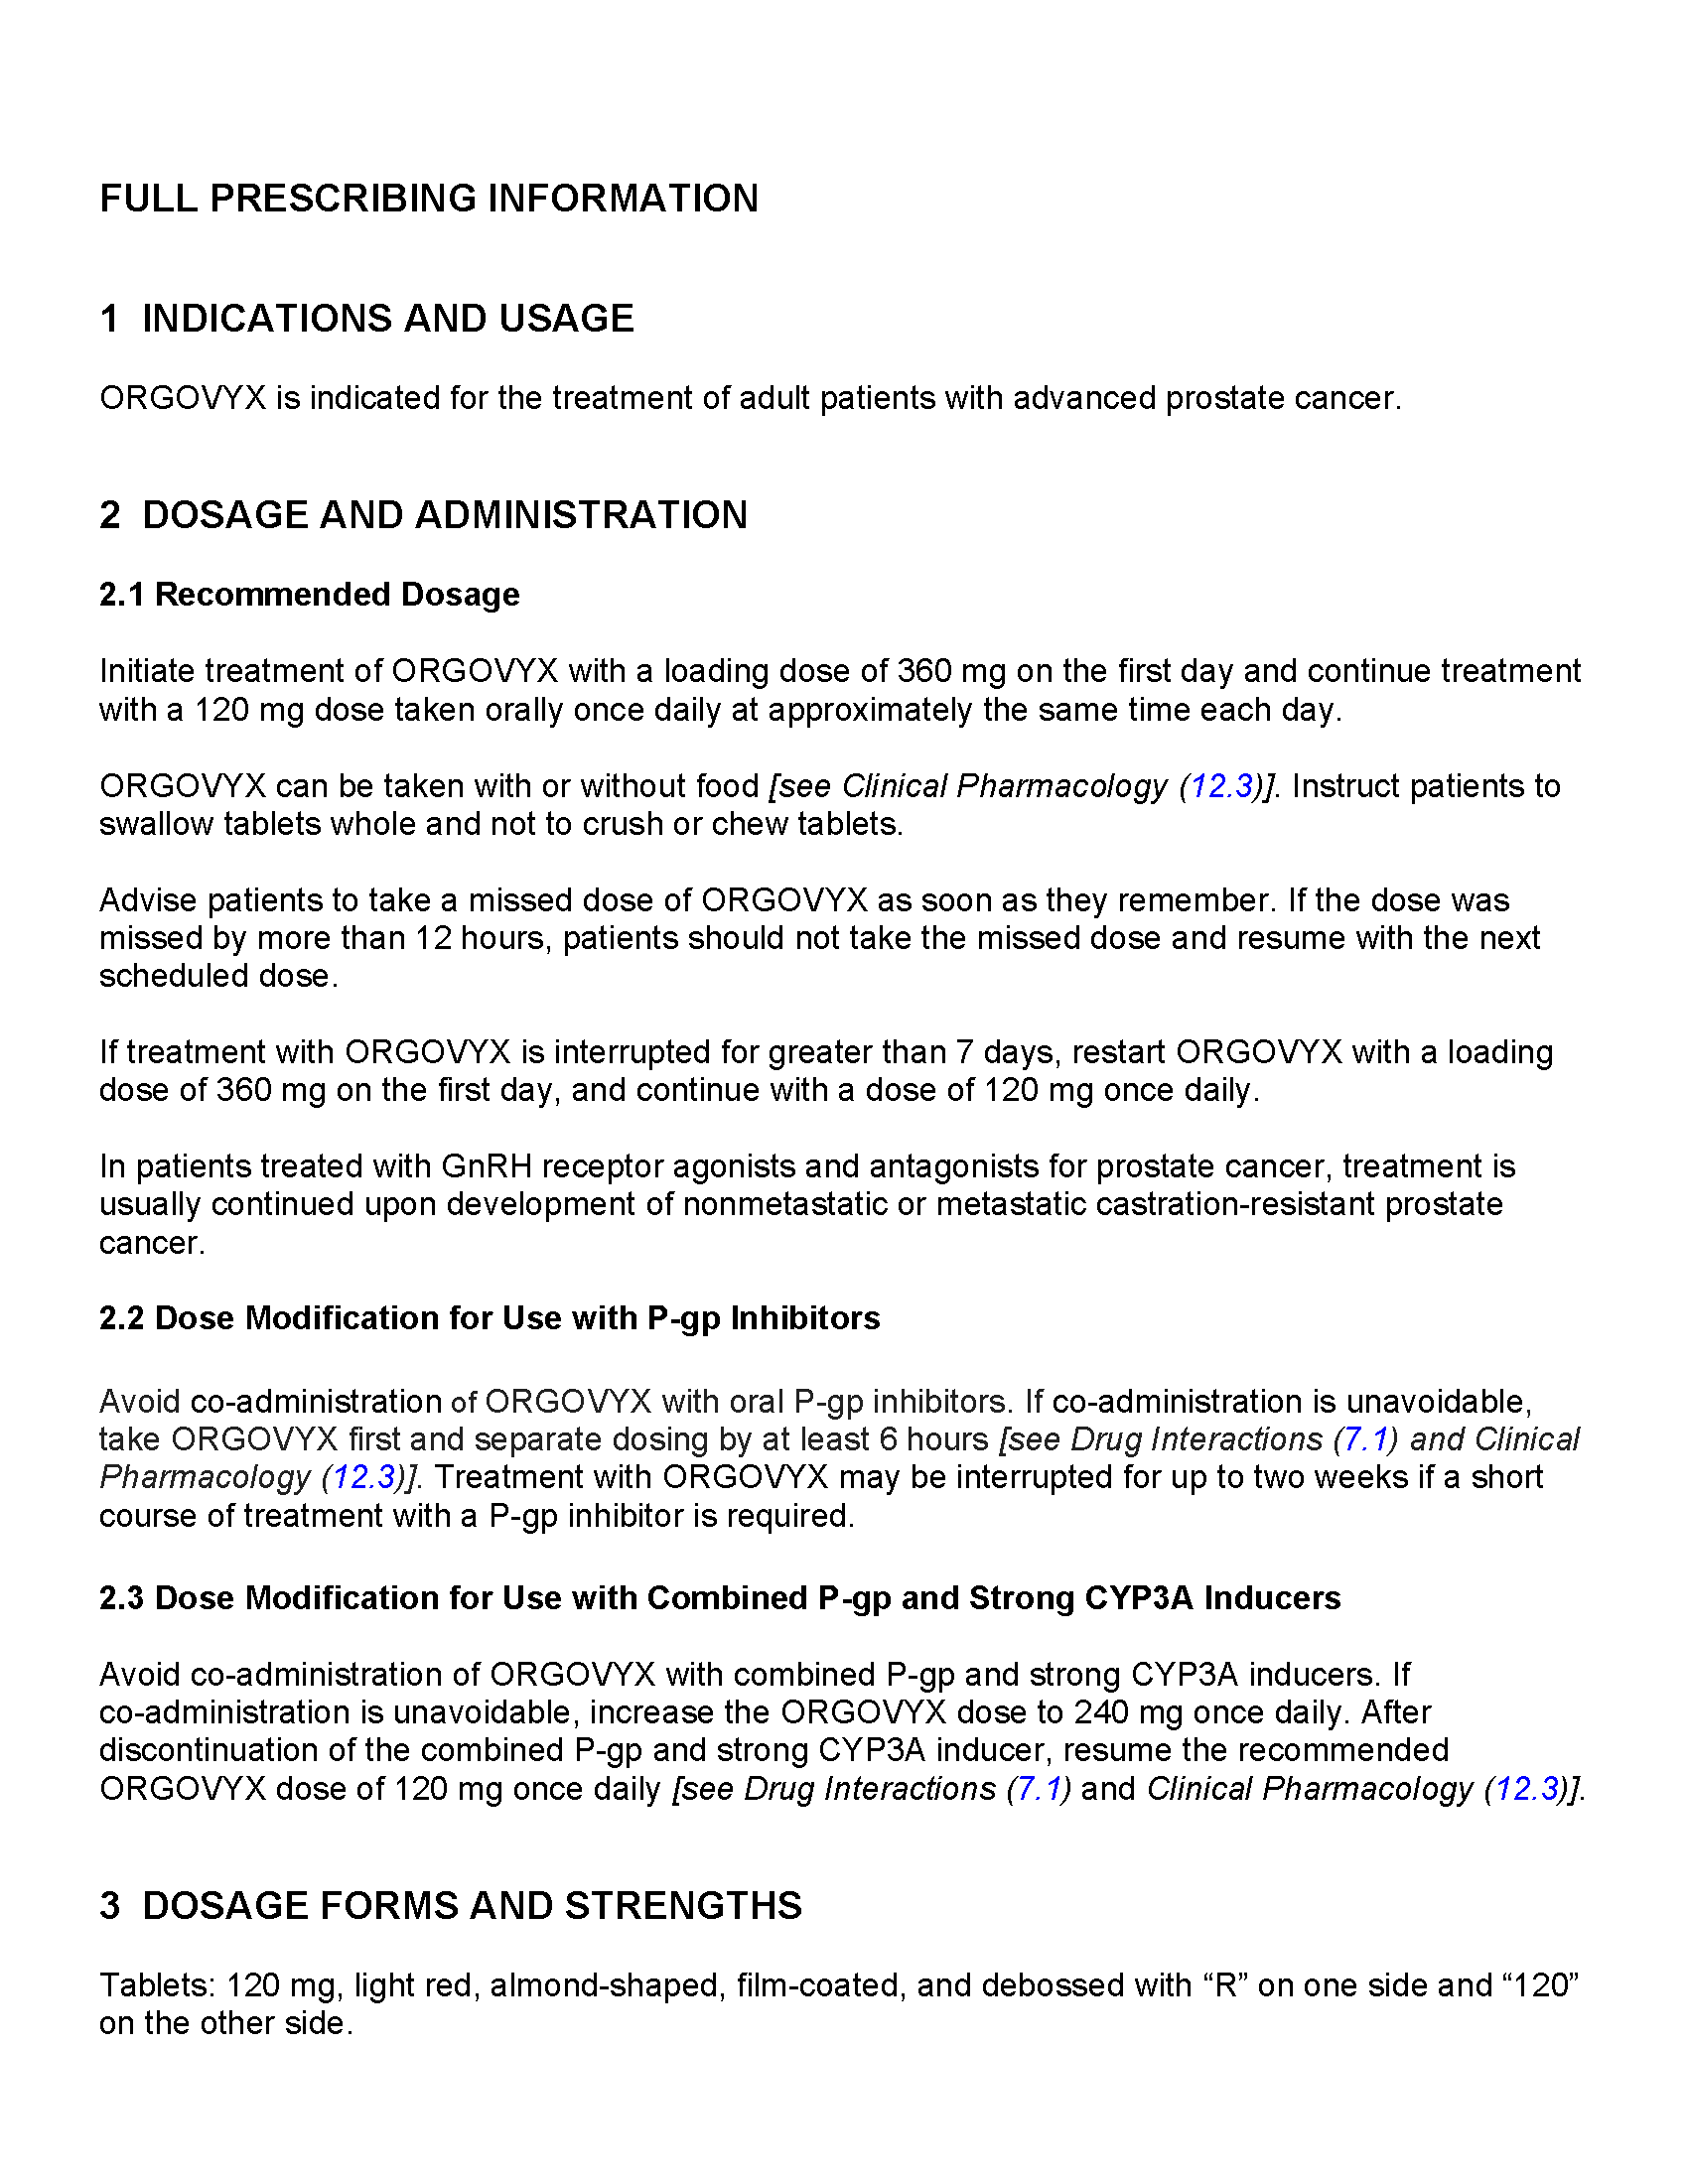 FULL PRESCRIBING INFORMATION
1 INDICATIONS AND USAGE
ORGOVYX is indicated for the treatment of adult patients with advanced prostate cancer.
2 DOSAGE AND ADMINISTRATION
2.1 Recommended Dosage
Initiate treatment of ORGOVYX with a loading dose of 360 mg on the first day and continue treatment
with a 120 mg dose taken orally once daily at approximately the same time each day.
ORGOVYX can be taken with or without food [see Clinical Pharmacology (12.3)]. Instruct patients to
swallow tablets whole and not to crush or chew tablets.
Advise patients to take a missed dose of ORGOVYX as soon as they remember. If the dose was
missed by more than 12 hours, patients should not take the missed dose and resume with the next
scheduled dose.
If treatment with ORGOVYX is interrupted for greater than 7 days, restart ORGOVYX with a loading
dose of 360 mg on the first day, and continue with a dose of 120 mg once daily.
In patients treated with GnRH receptor agonists and antagonists for prostate cancer, treatment is
usually continued upon development of nonmetastatic or metastatic castration-resistant prostate
cancer.
2.2 Dose Modification for Use with P-gp Inhibitors
Avoid co-administration of ORGOVYX with oral P-gp inhibitors. If co-administration is unavoidable,
take ORGOVYX first and separate dosing by at least 6 hours [see Drug Interactions (7.1) and Clinical
Pharmacology (12.3)]. Treatment with ORGOVYX may be interrupted for up to two weeks if a short
course of treatment with a P-gp inhibitor is required.
2.3 Dose Modification for Use with Combined P-gp and Strong CYP3A Inducers
Avoid co-administration of ORGOVYX with combined P-gp and strong CYP3A inducers. If
co-administration is unavoidable, increase the ORGOVYX dose to 240 mg once daily. After
discontinuation of the combined P-gp and strong CYP3A inducer, resume the recommended
ORGOVYX dose of 120 mg once daily [see Drug Interactions (7.1) and Clinical Pharmacology (12.3)].
3 DOSAGE FORMS AND STRENGTHS
Tablets: 120 mg, light red, almond-shaped, film-coated, and debossed with “R” on one side and “120”
on the other side.